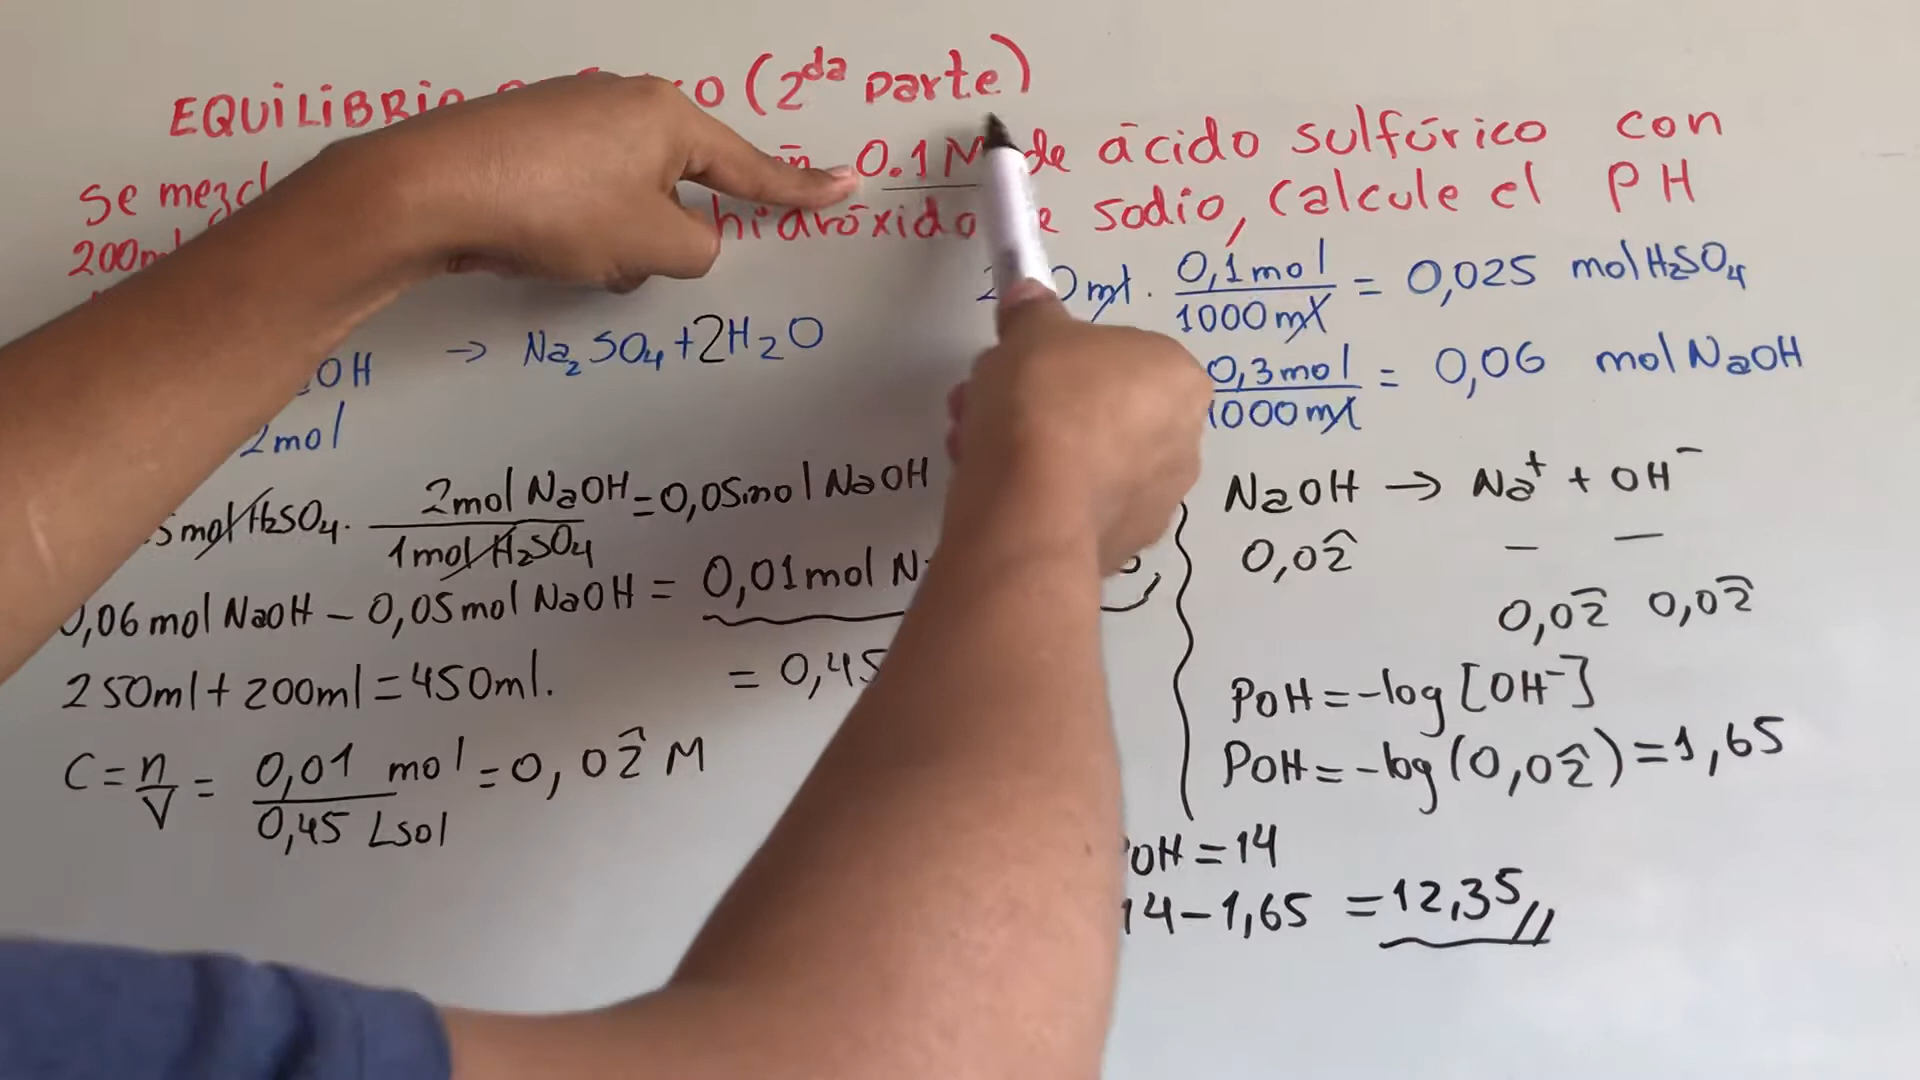 EQUILIBRIO (2da parte)
se mezcl 0.1 M de ácido sulfúrico con
200ml hidróxido de sodio, calcule el PH
ml . 0,1 mol / 1000 ml = 0,025 mol H2SO4
OH → Na2SO4 + 2H2O
0,3 mol / 1000 ml = 0,06 mol NaOH
2mol
5 mol H2SO4 . 2mol NaOH / 1mol H2SO4 = 0,05 mol NaOH
0,06 mol NaOH – 0,05 mol NaOH = 0,01 mol
250ml + 200ml = 450ml. = 0,45
C = n/V = 0,01 mol / 0,45 Lsol = 0,02̂ M
NaOH → Na+ + OH-
0,02̂ – –
0,02̂ 0,02̂
POH = -log [OH-]
POH = -log (0,02̂) = 1,65
POH = 14
14 – 1,65 = 12,35//